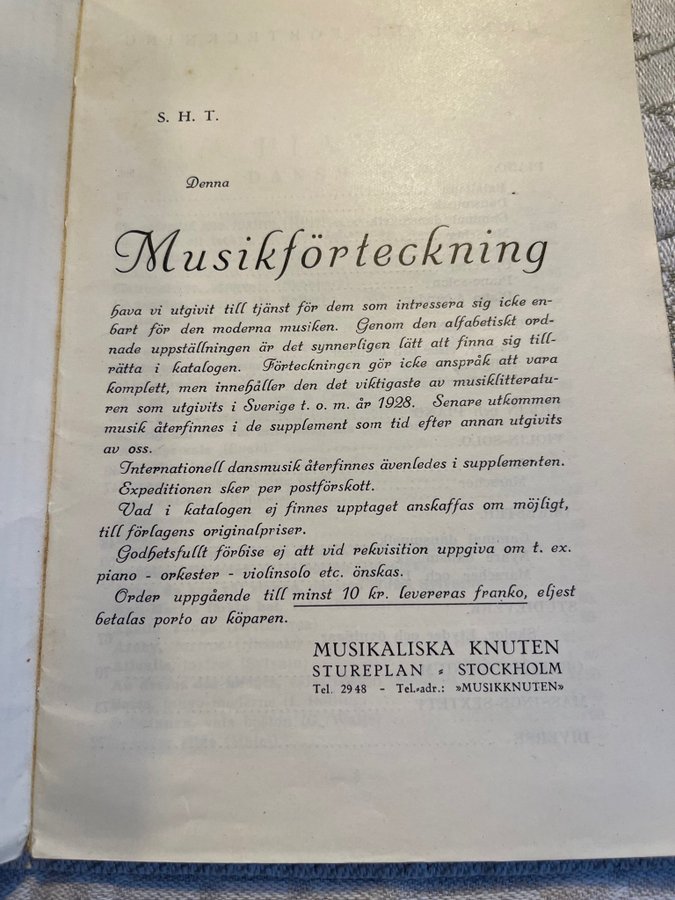 S. H. T.
Denna
Musikförteckning
hava vi utgivit till tjänst för dem som intressera sig icke en-
bart för den moderna musiken. Genom den alfabetiskt ord-
nade uppställningen är det synnerligen lätt att finna sig till-
rätta i katalogen. Förteckningen gör icke anspråk att vara
komplett, men innehåller den det viktigaste av musiklitteratu-
ren som utgivits i Sverige t. o. m. år 1928. Senare utkommen
musik återfinnes i de supplement som tid efter annan utgivits
av oss.
Internationell dansmusik återfinnes ävenledes i supplementen.
Expeditionen sker per postförskott.
Vad i katalogen ej finnes upptaget anskaffas om möjligt,
till förlagens originalpriser.
Godhetsfullt förbise ej att vid rekvisition uppgiva om t. ex.
piano - orkester - violinsolo etc. önskas.
Order uppgående till minst 10 kr. levereras franko, eljest
betalas porto av köparen.
MUSIKALISKA KNUTEN
STUREPLAN - STOCKHOLM
Tel. 2948 - Tel.-adr.: »MUSIKKNUTEN»